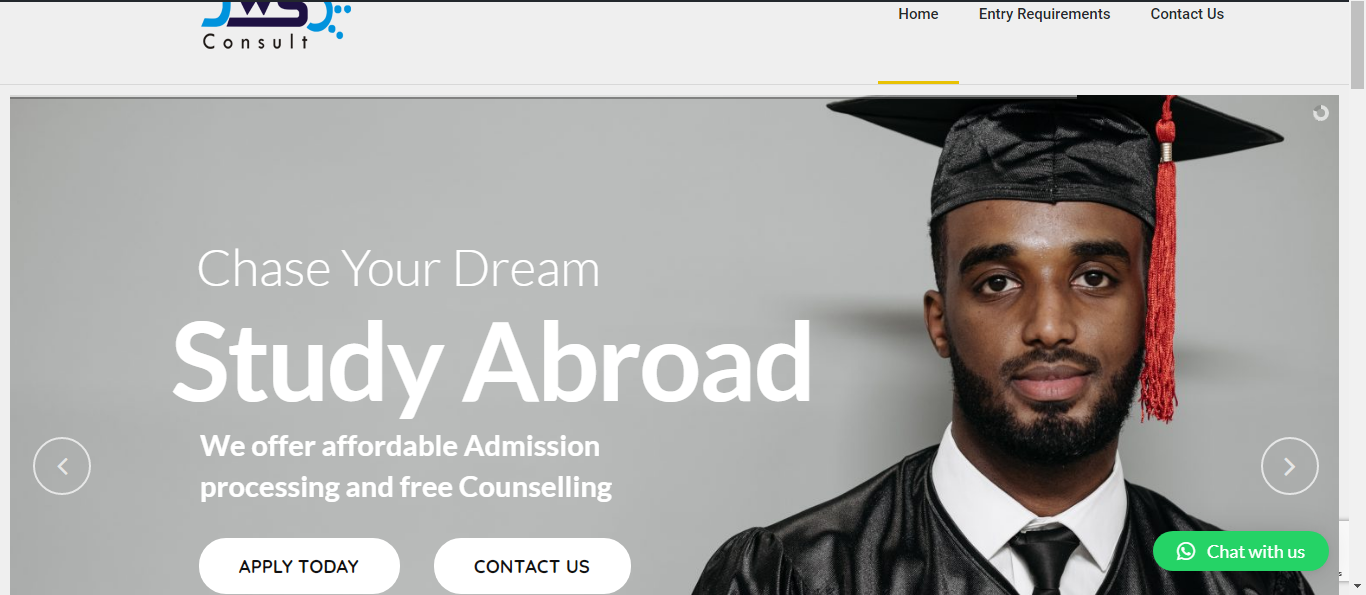 Consult
Home Entry Requirements Contact Us
Chase Your Dream
Study Abroad
We offer affordable Admission
processing and free Counselling
APPLY TODAY CONTACT US
Chat with us